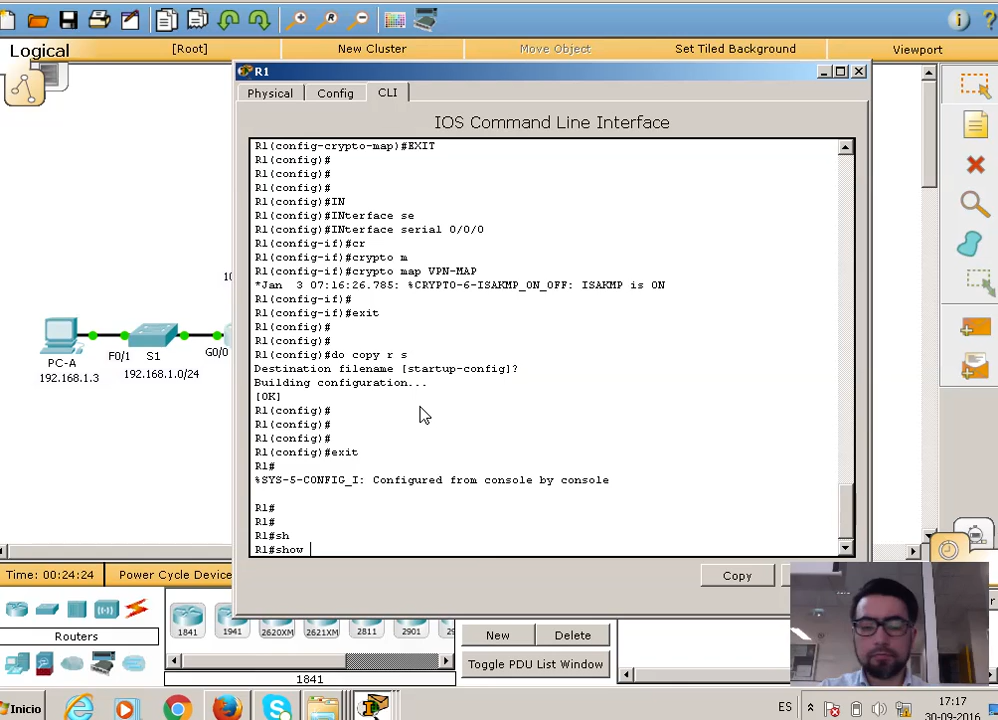 Logical
[Root]
New Cluster
Move Object
Set Tiled Background
Viewport
R1
Physical
Config
CLI
IOS Command Line Interface
R1(config-crypto-map)#EXIT
R1(config)#
R1(config)#
R1(config)#
R1(config)#IN
R1(config)#INterface se
R1(config)#INterface serial 0/0/0
R1(config-if)#cr
R1(config-if)#crypto m
R1(config-if)#crypto map VPN-MAP
*Jan  3 07:16:26.785: %CRYPTO-6-ISAKMP_ON_OFF: ISAKMP is ON
R1(config-if)#
R1(config-if)#exit
R1(config)#
R1(config)#
R1(config)#do copy r s
Destination filename [startup-config]?
Building configuration...
[OK]
R1(config)#
R1(config)#
R1(config)#
R1(config)#exit
R1#
%SYS-5-CONFIG_I: Configured from console by console
R1#
R1#
R1#sh
R1#show
Copy
10
PC-A
192.168.1.3
F0/1
S1
192.168.1.0/24
G0/0
Time: 00:24:24
Power Cycle Device
Routers
1841
1941
2620XM
2621XM
2811
2901
29
1841
New
Delete
Toggle PDU List Window
Inicio
ES
17:17
30-09-2016